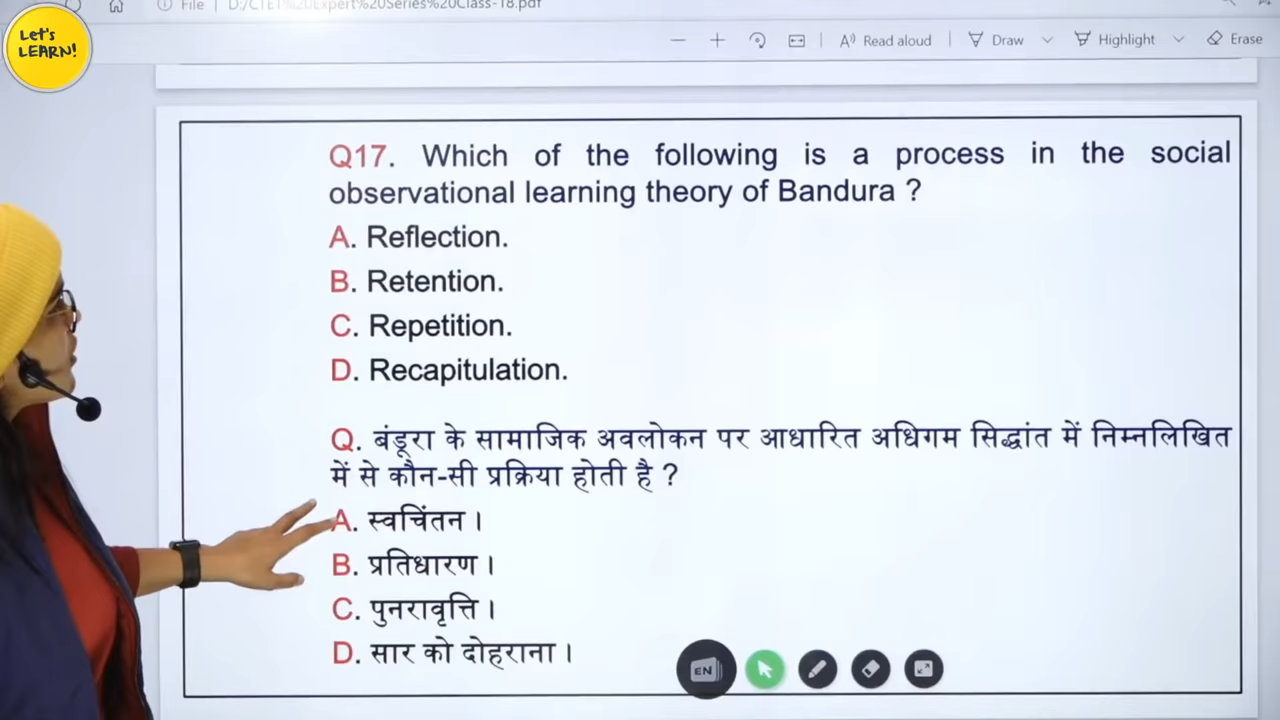 Let's
LEARN!
File | D:/CTET%20Expert%20Series%20Class-18.pdf
Read aloud
Draw
Highlight
Erase
Q17. Which of the following is a process in the social
observational learning theory of Bandura ?
A. Reflection.
B. Retention.
C. Repetition.
D. Recapitulation.
Q. बंडूरा के सामाजिक अवलोकन पर आधारित अधिगम सिद्धांत में निम्नलिखित
में से कौन-सी प्रक्रिया होती है ?
A. स्वचिंतन।
B. प्रतिधारण।
C. पुनरावृत्ति।
D. सार को दोहराना।
EN